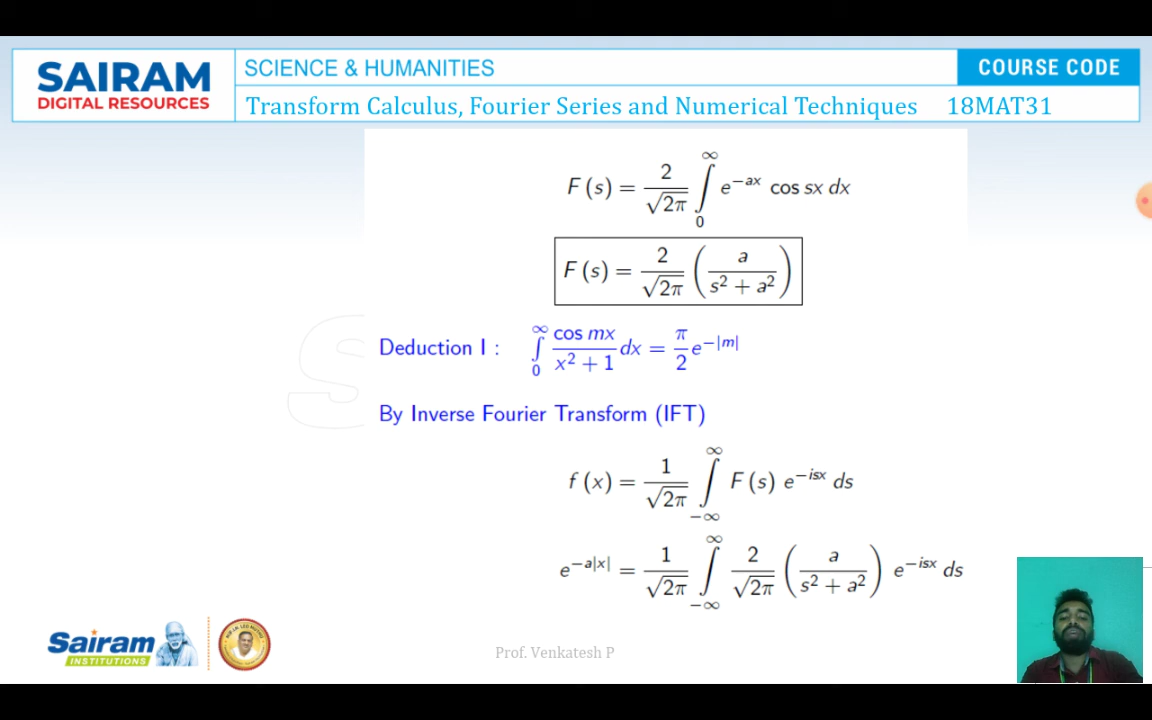 SAIRAM
DIGITAL RESOURCES
SCIENCE & HUMANITIES
COURSE CODE
Transform Calculus, Fourier Series and Numerical Techniques 18MAT31
F(s) = 2/√2π ∫₀^∞ e^−ax cos sx dx
F(s) = 2/√2π (a/(s² + a²))
Deduction I : ∫₀^∞ cos mx/(x² + 1) dx = π/2 e^−|m|
By Inverse Fourier Transform (IFT)
f(x) = 1/√2π ∫₋∞^∞ F(s) e^−isx ds
e^−a|x| = 1/√2π ∫₋∞^∞ 2/√2π (a/(s² + a²)) e^−isx ds
Sairam
INSTITUTIONS
Prof. Venkatesh P